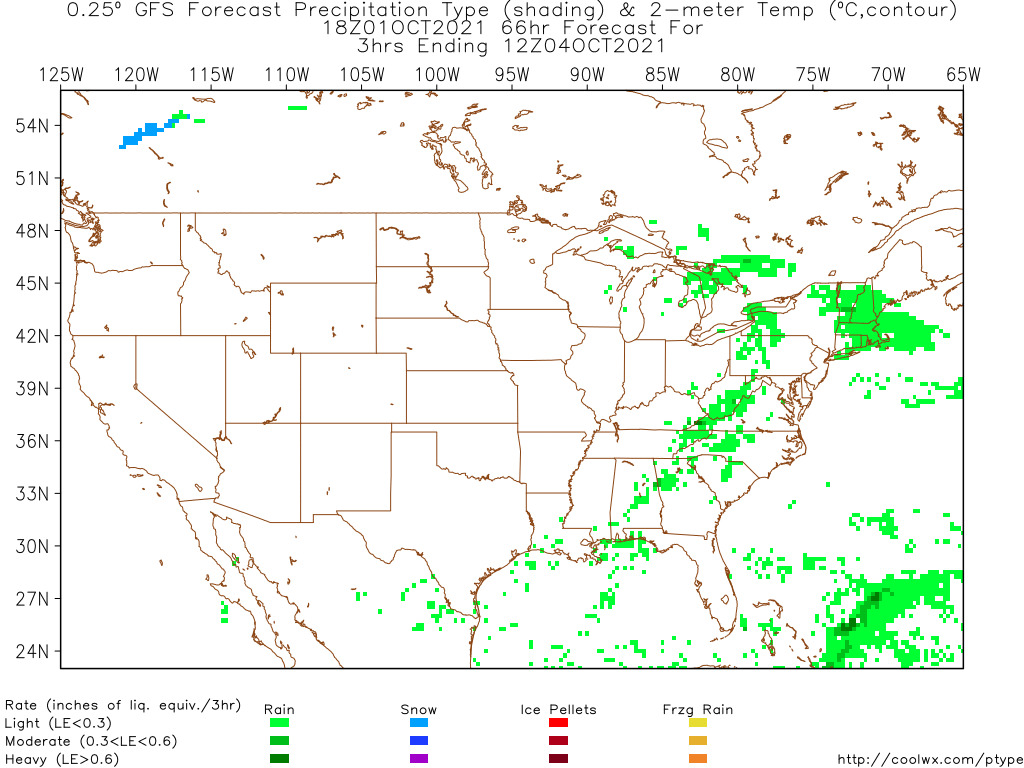 0.25º GFS Forecast Precipitation Type (shading) & 2-meter Temp (ºC,contour)
18Z01OCT2021 66hr Forecast For
3hrs Ending 12Z04OCT2021
125W 120W 115W 110W 105W 100W 95W 90W 85W 80W 75W 70W 65W
54N
51N
48N
45N
42N
39N
36N
33N
30N
27N
24N
Rate (inches of liq. equiv./3hr) Rain Snow Ice Pellets Frzg Rain
Light (LE<0.3)
Moderate (0.3<LE<0.6)
Heavy (LE>0.6) http://coolwx.com/ptype